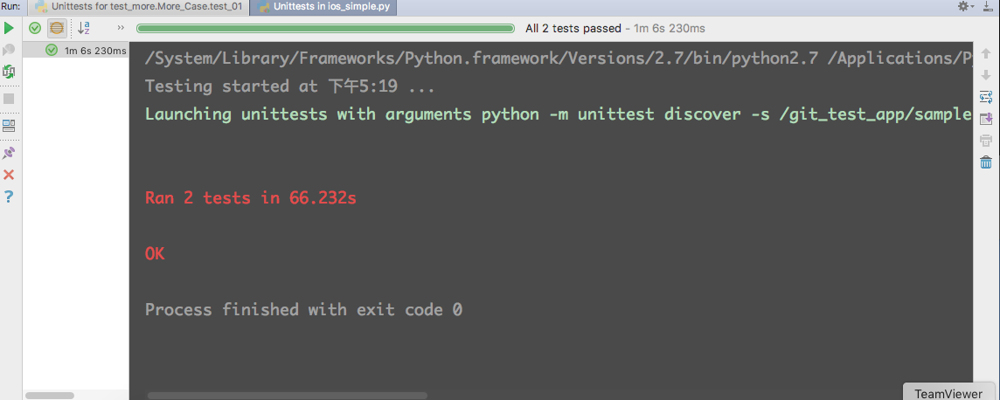 Run:
Unittests for test_more.More_Case.test_01
Unittests in ios_simple.py
All 2 tests passed - 1m 6s 230ms
1m 6s 230ms
/System/Library/Frameworks/Python.framework/Versions/2.7/bin/python2.7 /Applications/Py
Testing started at 下午5:19 ...
Launching unittests with arguments python -m unittest discover -s /git_test_app/sample
Ran 2 tests in 66.232s
OK
Process finished with exit code 0
TeamViewer